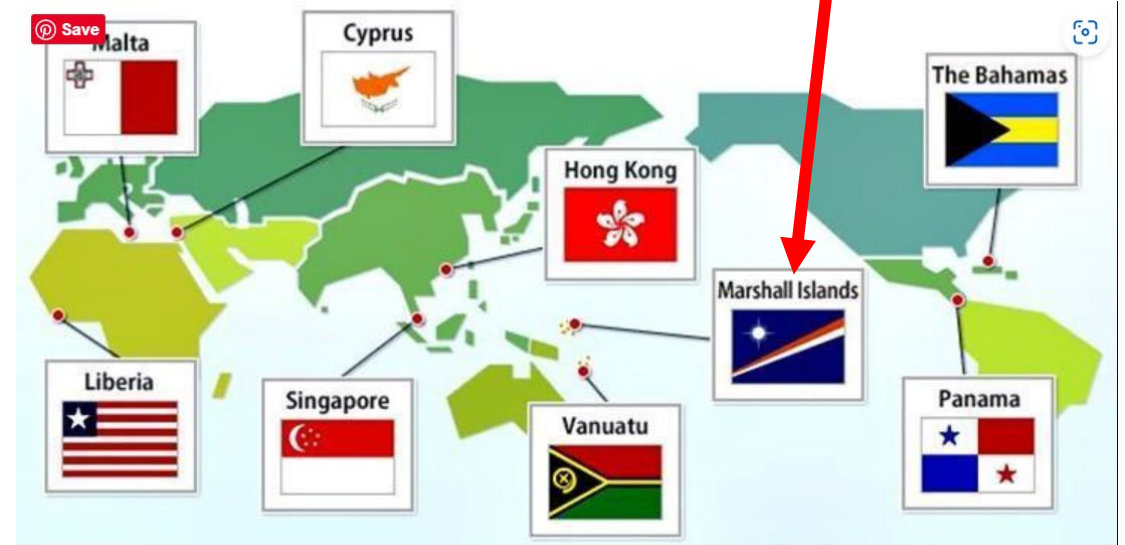 Save
Malta
Cyprus
The Bahamas
Hong Kong
Marshall Islands
Liberia
Singapore
Vanuatu
Panama